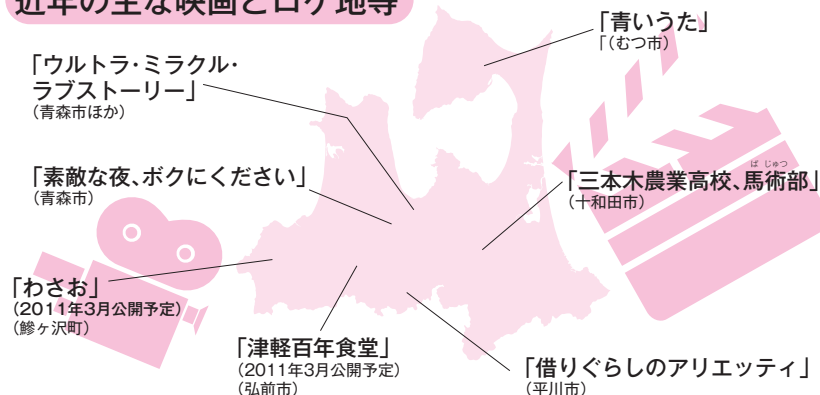 近年の主な映画とロケ地等
「青いうた」
「(むつ市)
「ウルトラ・ミラクル・
ラブストーリー」
(青森市ほか)
「素敵な夜、ボクにください」
(青森市)
ば じゅつ
「三本木農業高校、馬術部」
(十和田市)
「わさお」
(2011年3月公開予定)
(鰺ヶ沢町)
「津軽百年食堂」
(2011年3月公開予定)
(弘前市)
「借りぐらしのアリエッティ」
(平川市)